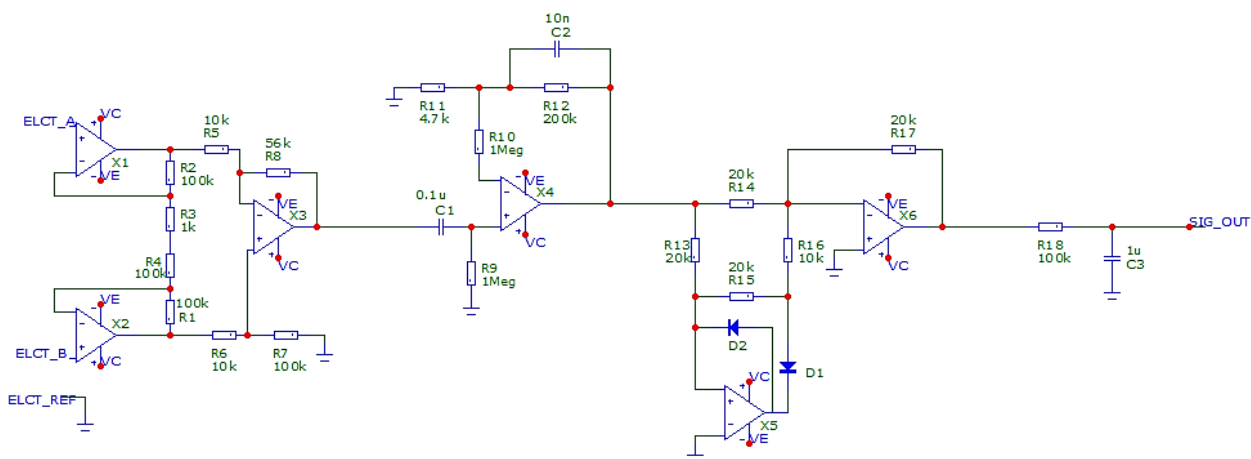 10n
C2
R11
4.7k
R12
200k
ELCT_A
VC
X1
VE
10k
R5
56k
R8
R2
100k
R3
1k
R4
100k
100k
R1
VE
X2
VC
ELCT_B
R6
10k
R7
100k
ELCT_REF
VE
X3
VC
0.1u
C1
R10
1Meg
VE
X4
VC
R9
1Meg
20k
R14
R13
20k
R16
10k
20k
R15
D2
D1
VC
X5
VE
20k
R17
VE
X6
VC
R18
100k
SIG_OUT
1u
C3